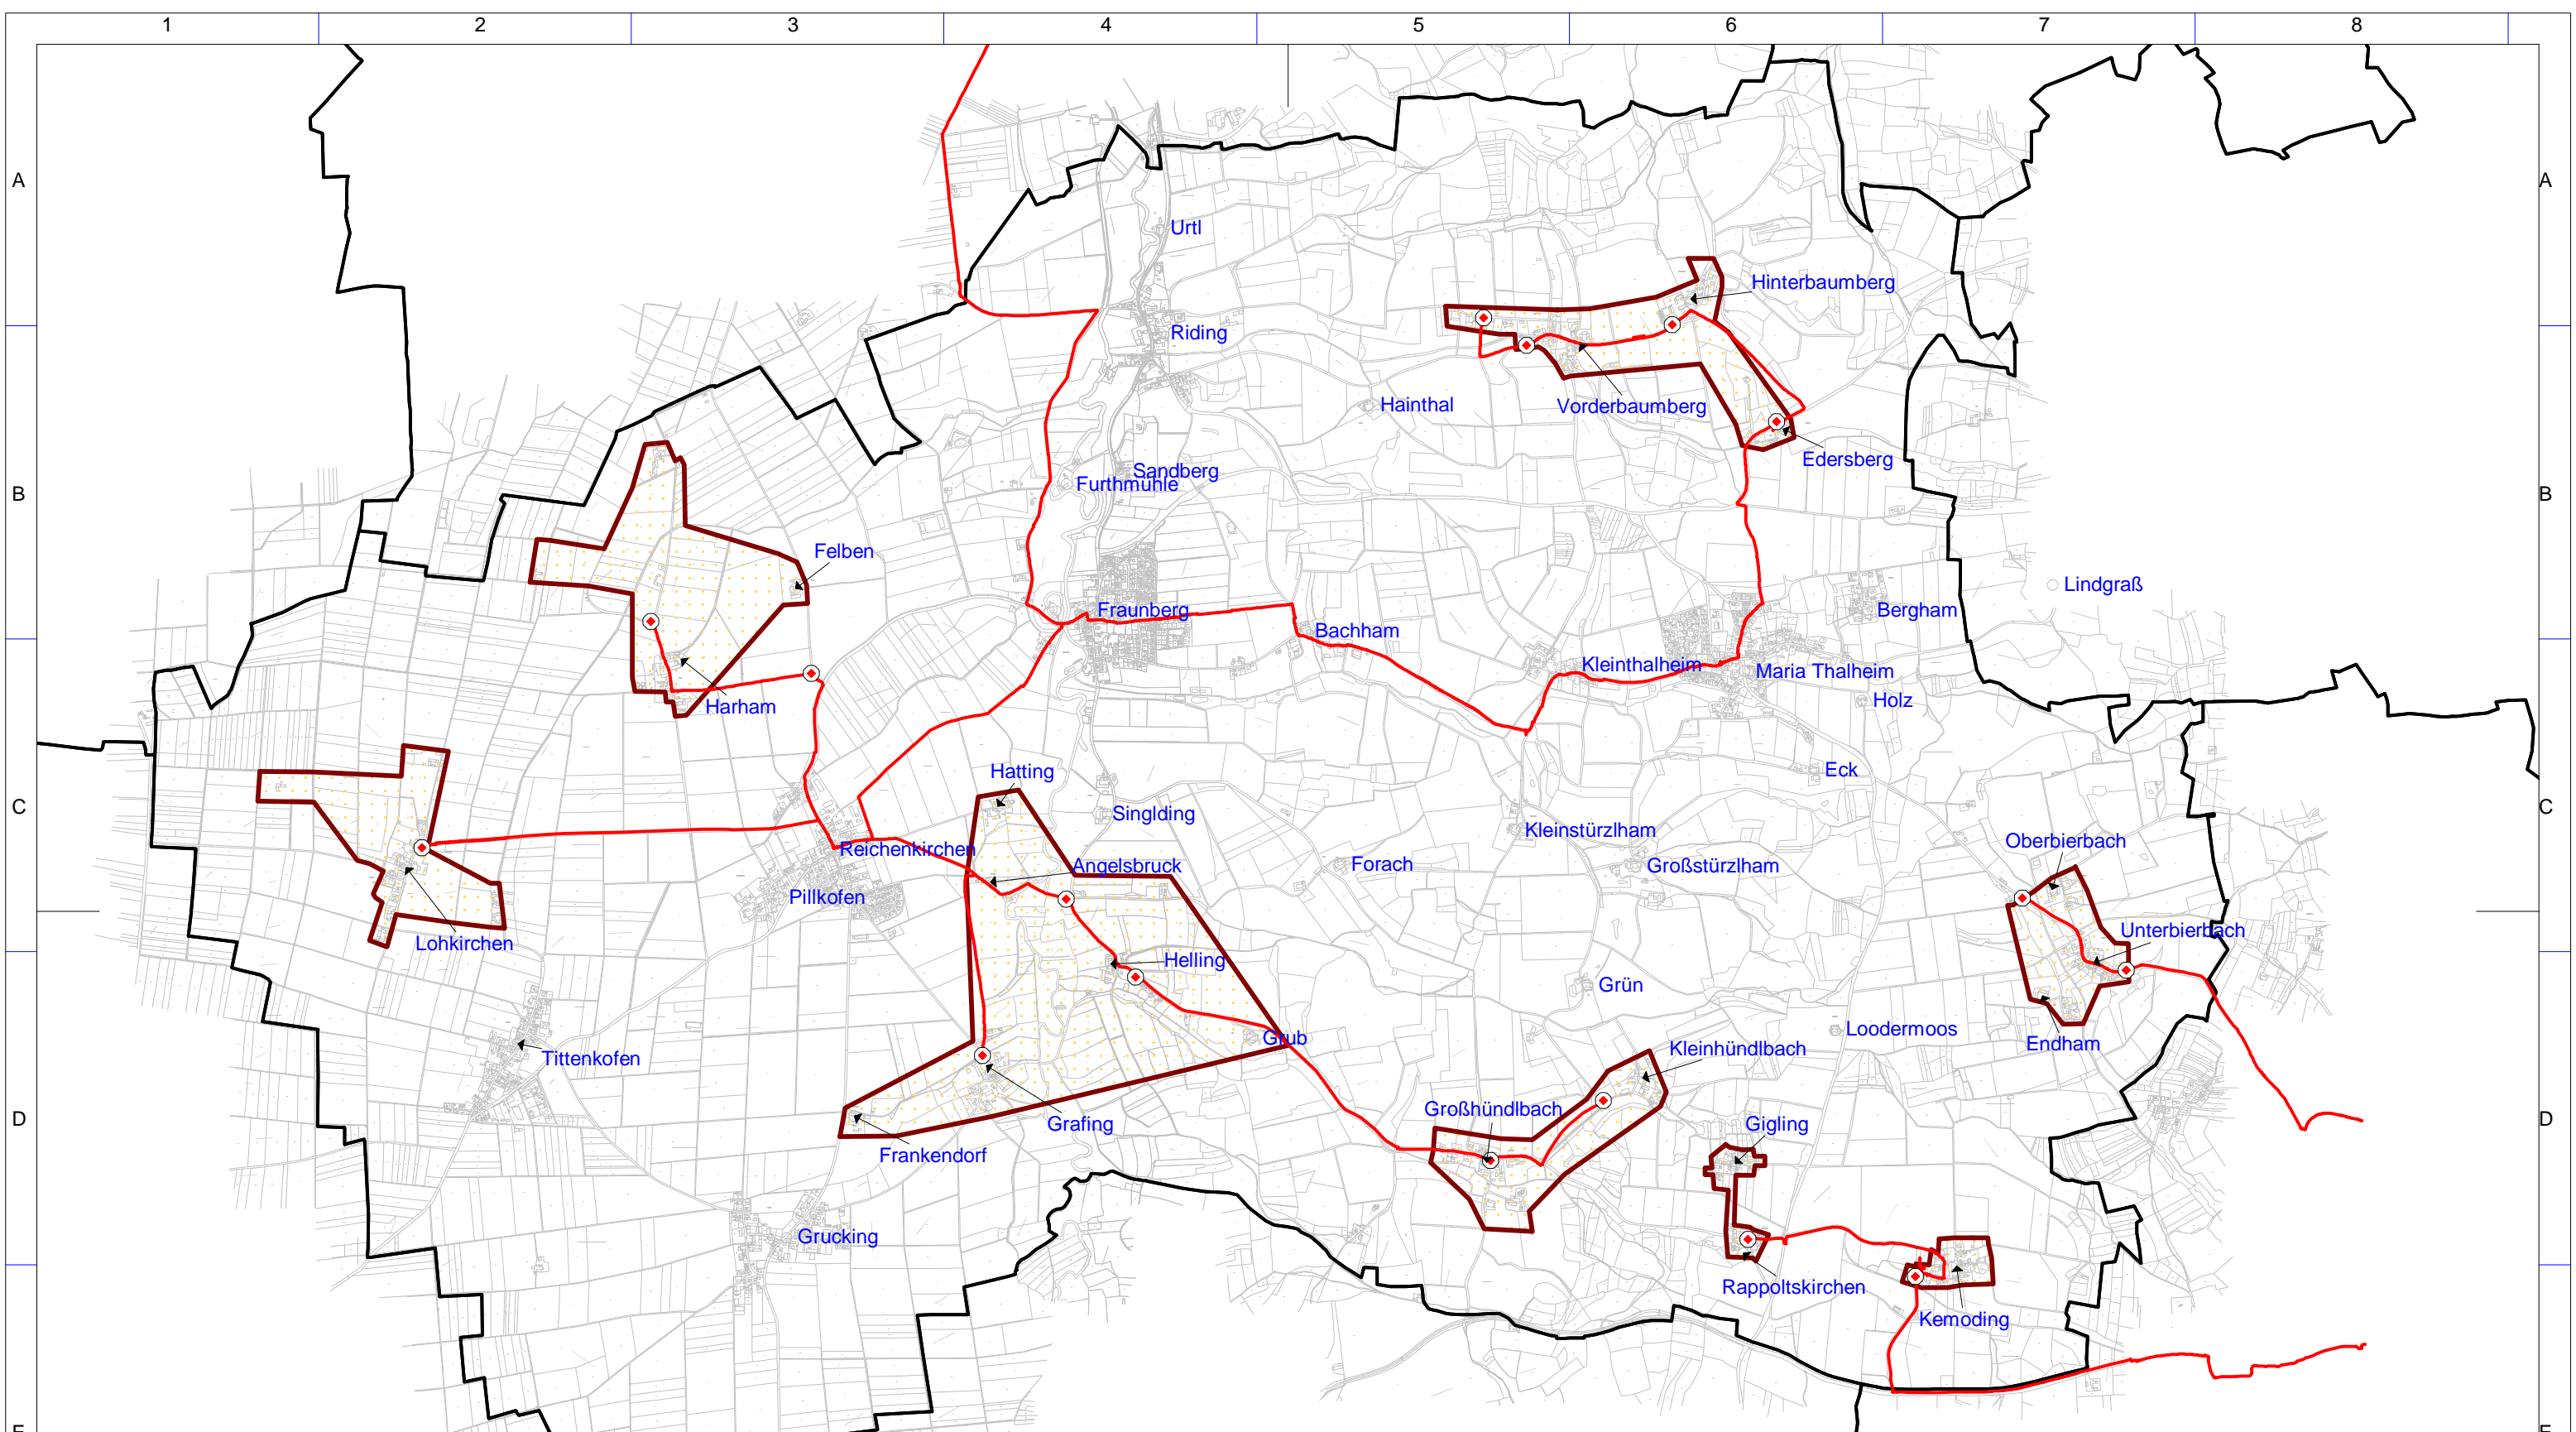 1 2 3 4 5 6 7 8
A A
Urtl
Hinterbaumberg
Riding
Hainthal
Vorderbaumberg
Edersberg
Sandberg
Furthmühle
B B
Felben
Lindgraß
Fraunberg
Bergham
Bachham
Kleinthalheim
Maria Thalheim
Harham
Holz
Hatting
Eck
C C
Singlding
Kleinstürzlham
Oberbierbach
Reichenkirchen
Angelsbruck
Forach
Großstürzlham
Pillkofen
Unterbierbach
Lohkirchen
Helling
Grün
Loodermoos
Grub
Endham
Kleinhündlbach
Tittenkofen
Großhündlbach
D D
Grafing
Gigling
Frankendorf
Grucking
Rappoltskirchen
Kemoding